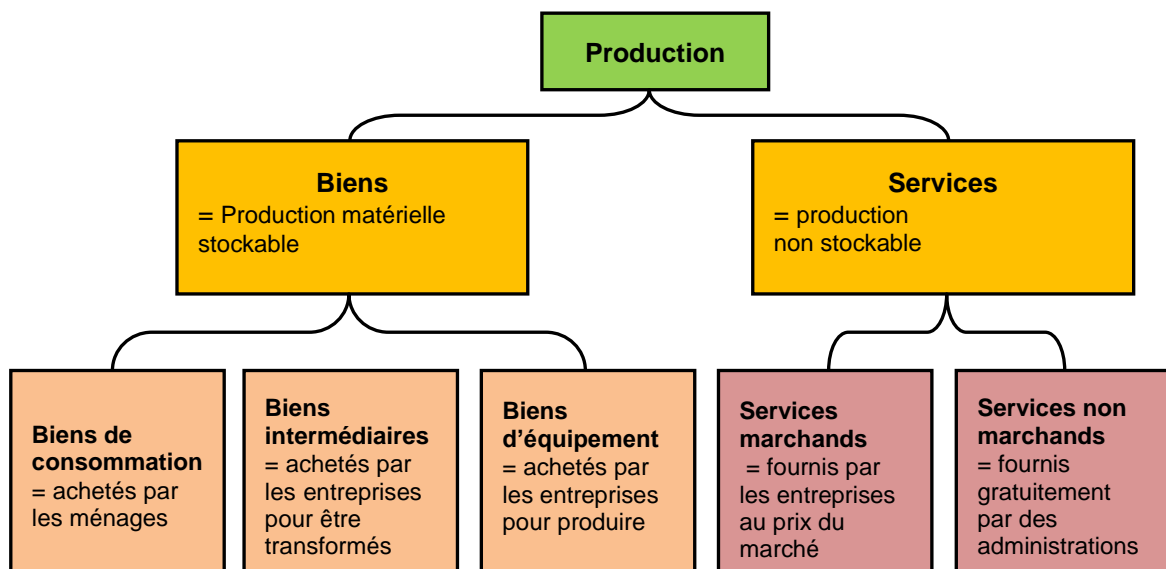 Production
Biens
= Production matérielle
stockable
Services
= production
non stockable
Biens de
consommation
= achetés par
les ménages
Biens
intermédiaires
= achetés par
les entreprises
pour être
transformés
Biens
d’équipement
= achetés par
les entreprises
pour produire
Services
marchands
= fournis par
les entreprises
au prix du
marché
Services non
marchands
= fournis
gratuitement
par des
administrations